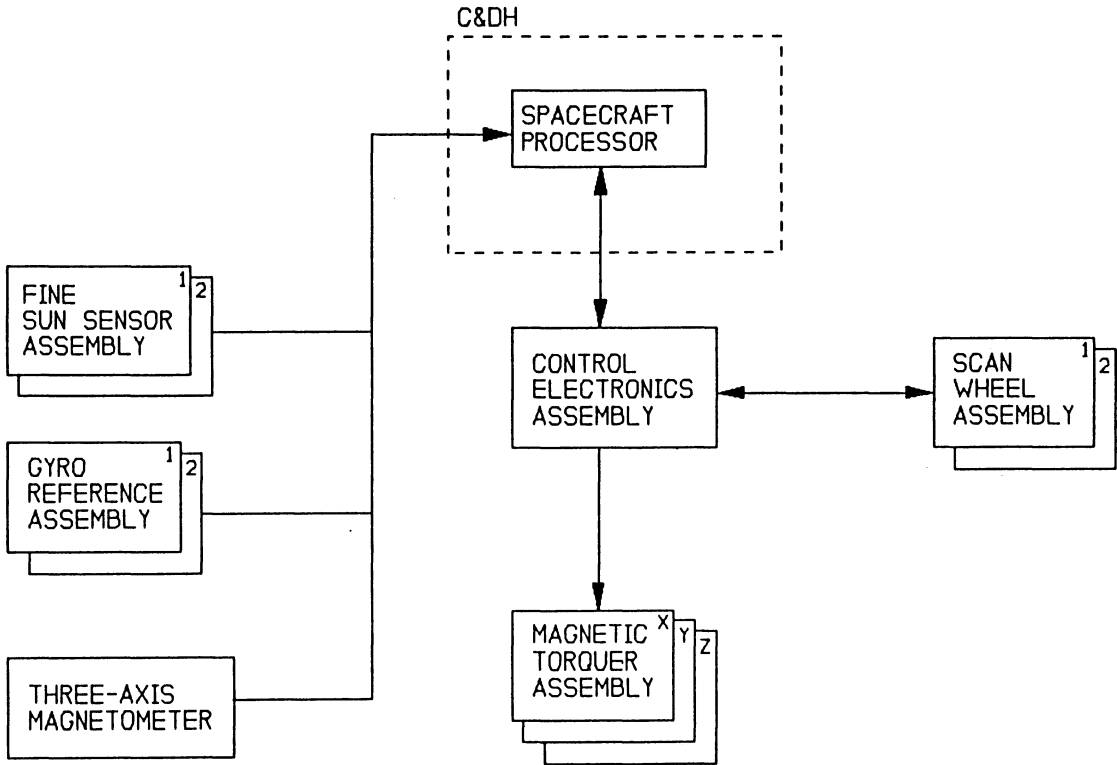 C&DH
SPACECRAFT
PROCESSOR
1
2
FINE
SUN SENSOR
ASSEMBLY
CONTROL
ELECTRONICS
ASSEMBLY
1
2
SCAN
WHEEL
ASSEMBLY
1
2
GYRO
REFERENCE
ASSEMBLY
X
Y
Z
MAGNETIC
TORQUER
ASSEMBLY
THREE-AXIS
MAGNETOMETER